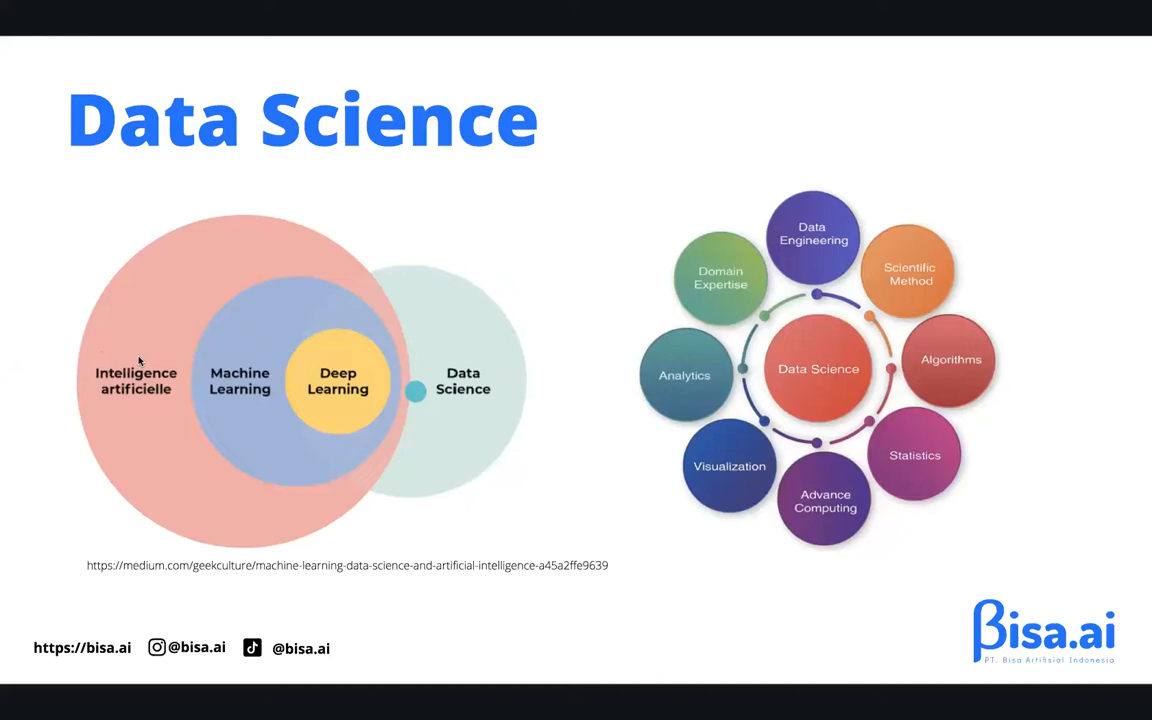 Data Science
Intelligence
artificielle
Machine
Learning
Deep
Learning
Data
Science
https://medium.com/geekculture/machine-learning-data-science-and-artificial-intelligence-a45a2ffe9639
Data
Engineering
Scientific
Method
Algorithms
Statistics
Advance
Computing
Visualization
Analytics
Domain
Expertise
Data Science
https://bisa.ai
@bisa.ai
@bisa.ai
βisa.ai
PT. Bisa Artifisial Indonesia